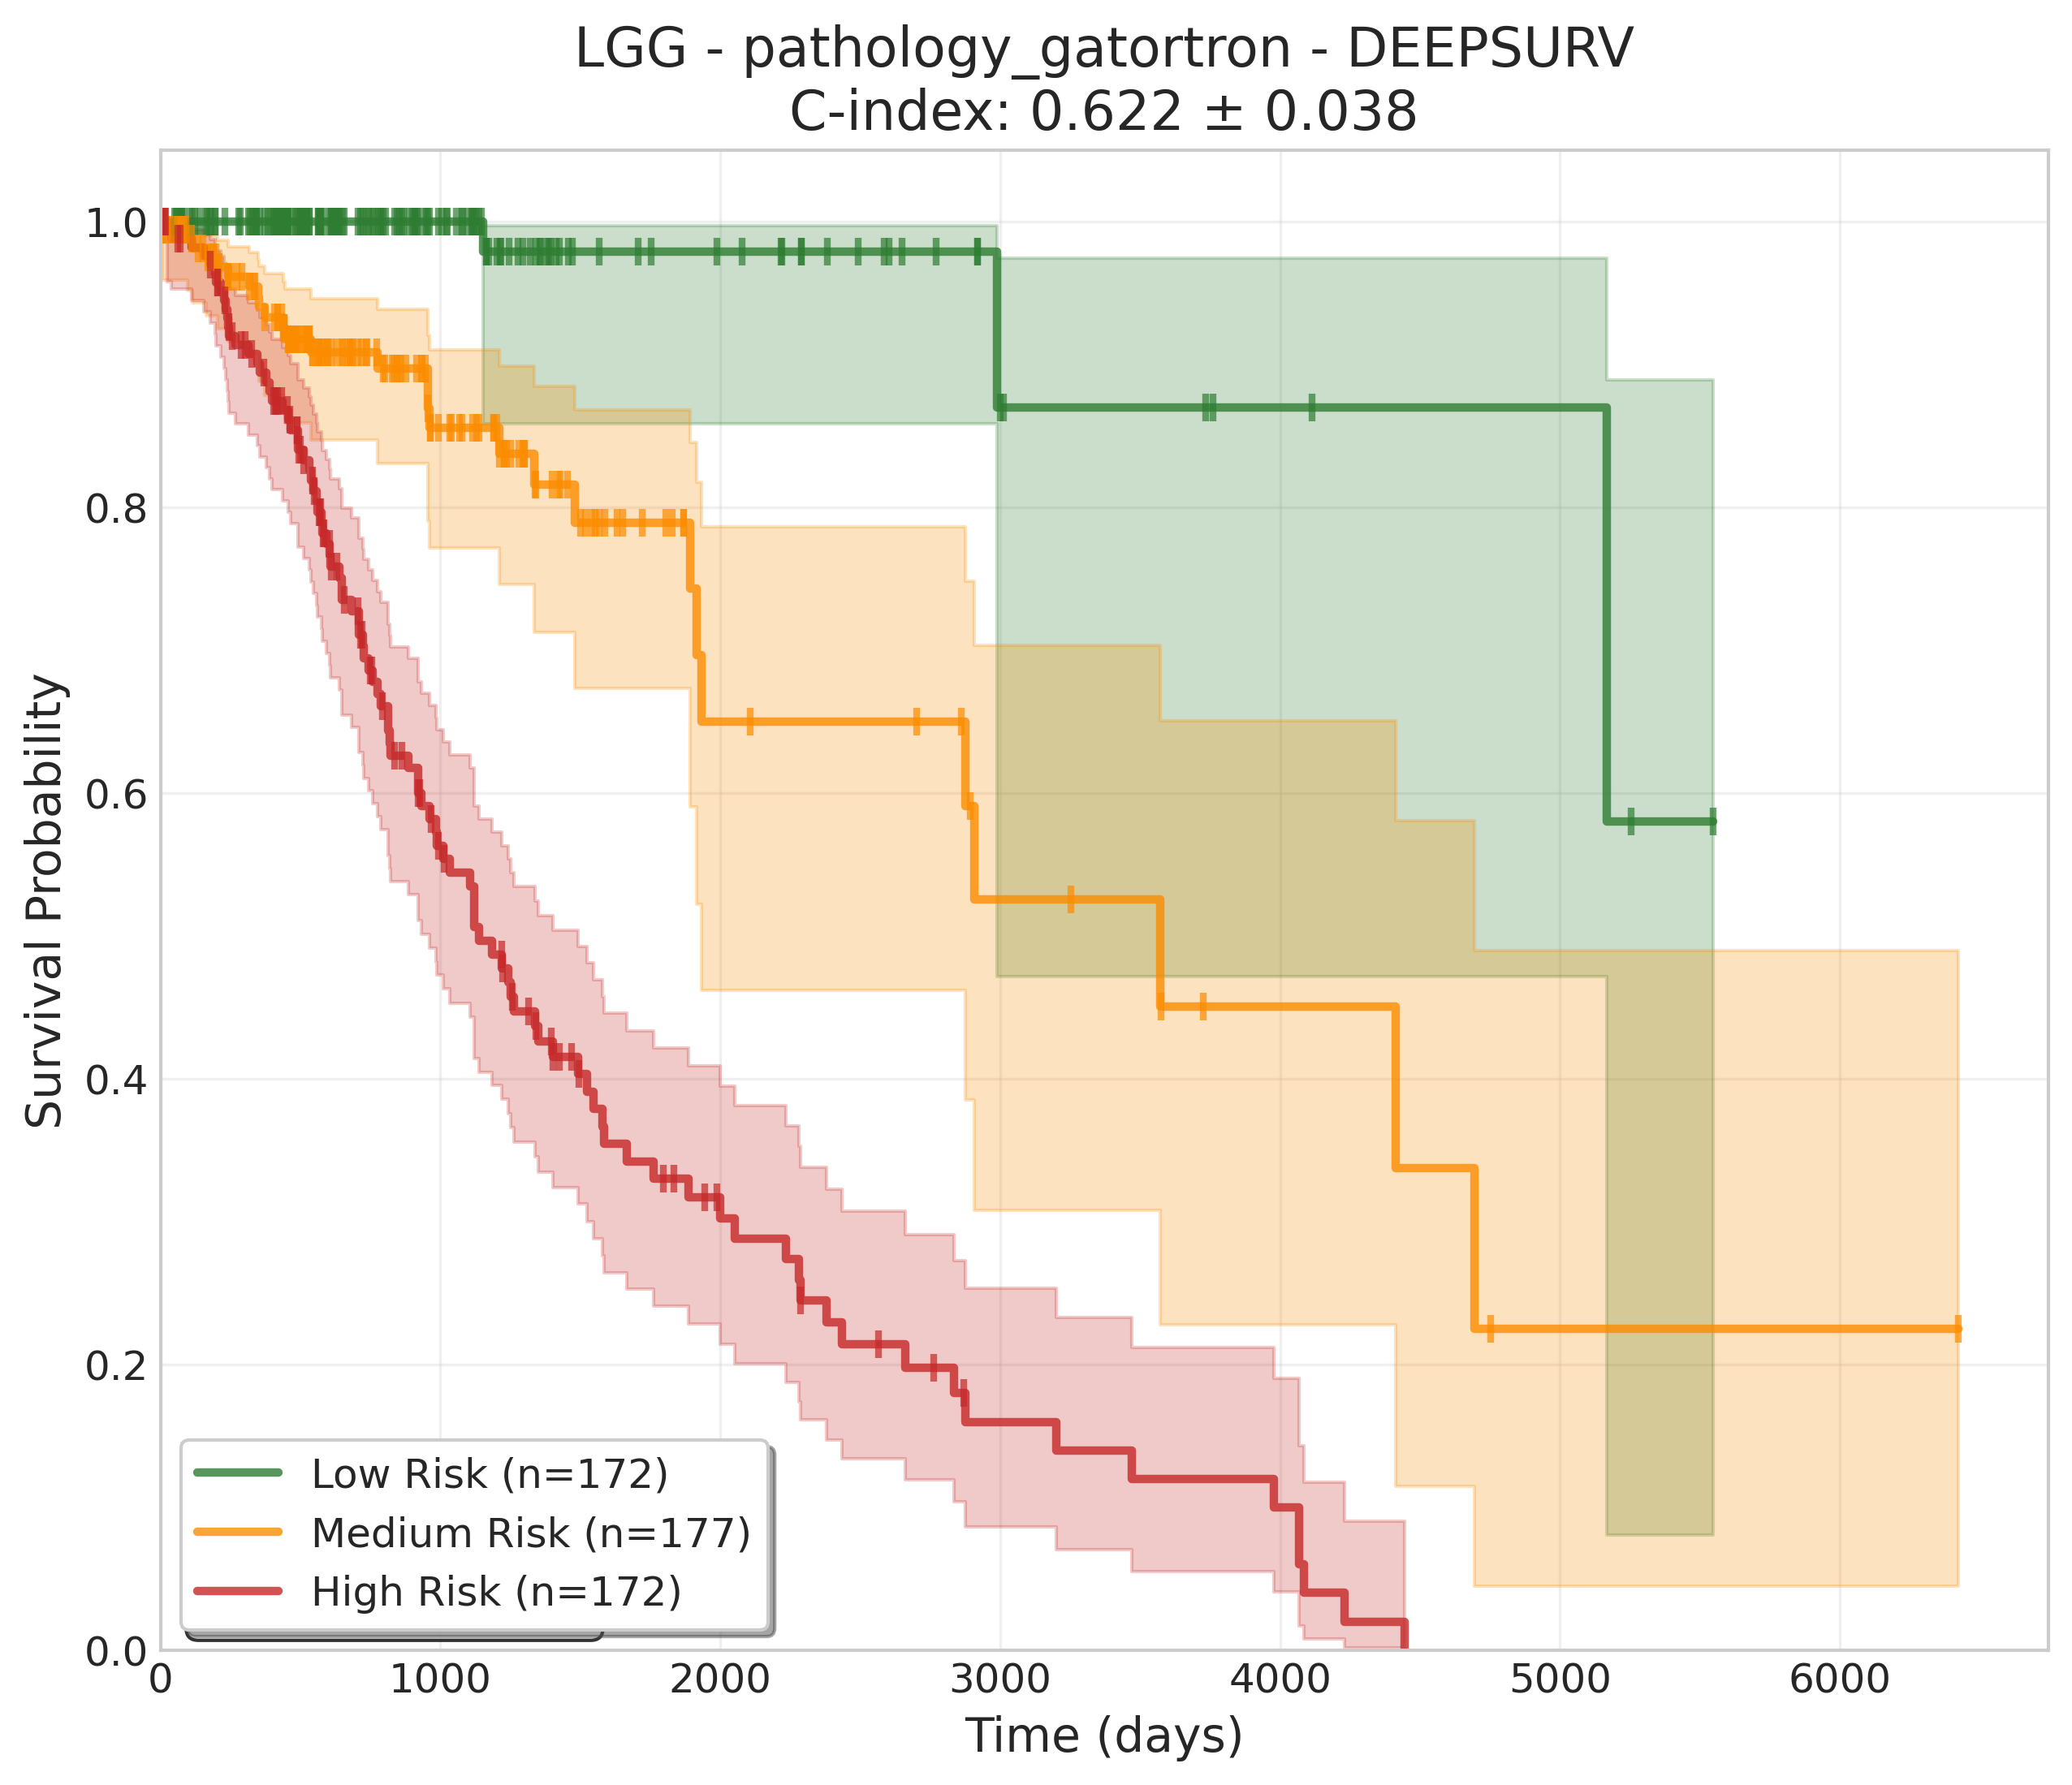 LGG - pathology_gatortron - DEEPSURV
C-index: 0.622 ± 0.038
Survival Probability
1.0
0.8
0.6
0.4
0.2
0.0
Low Risk (n=172)
Medium Risk (n=177)
High Risk (n=172)
0 1000 2000 3000 4000 5000 6000
Time (days)